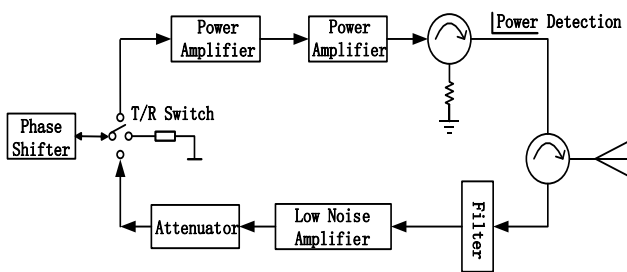 Power
Amplifier
Power
Amplifier
Power Detection
T/R Switch
Phase
Shifter
Attenuator
Low Noise
Amplifier
Filter